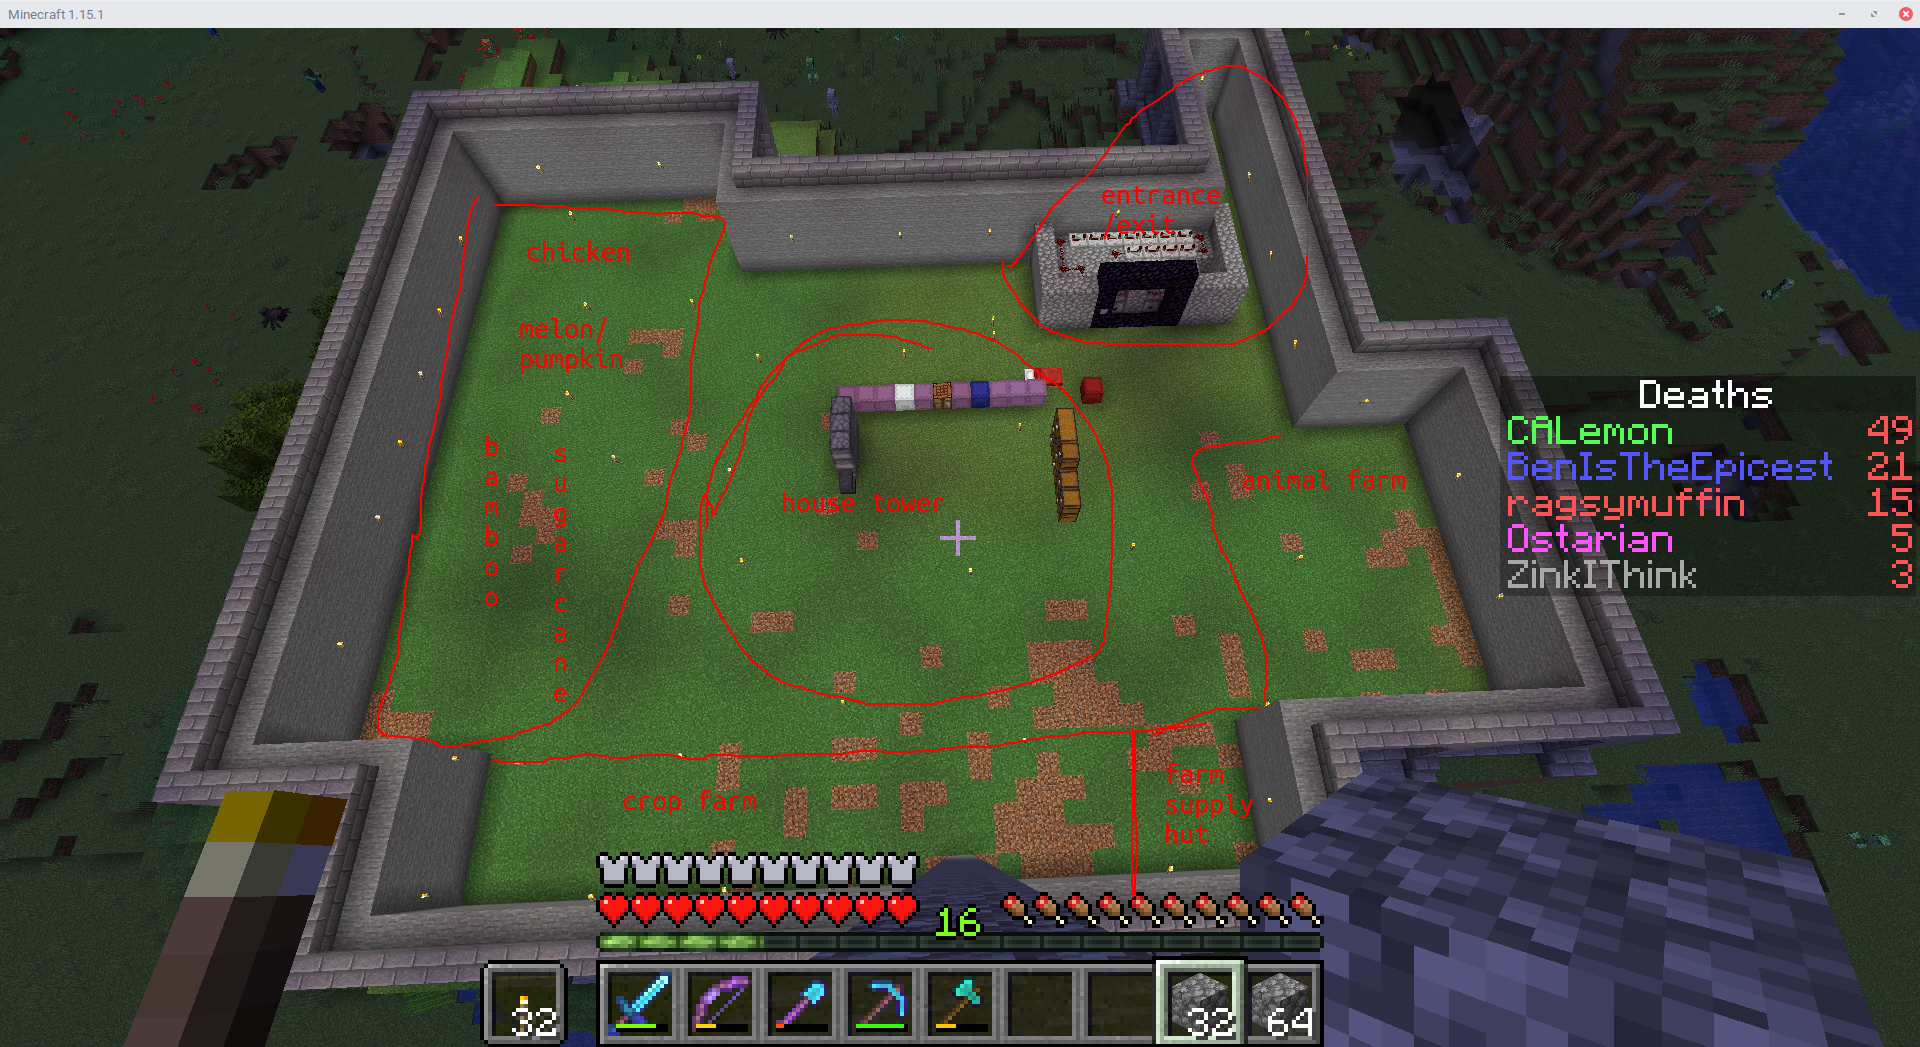 Minecraft 1.15.1
entrance
/exit
chicken
melon/
pumpkin
Deaths
CALemon 49
BenIsTheEpicest 21
ragsymuffin 15
Ostarian 5
ZinkIThink 3
bamboo
sugarcane
house tower
animal farm
crop farm
farm
supply
hut
16
32
32
64